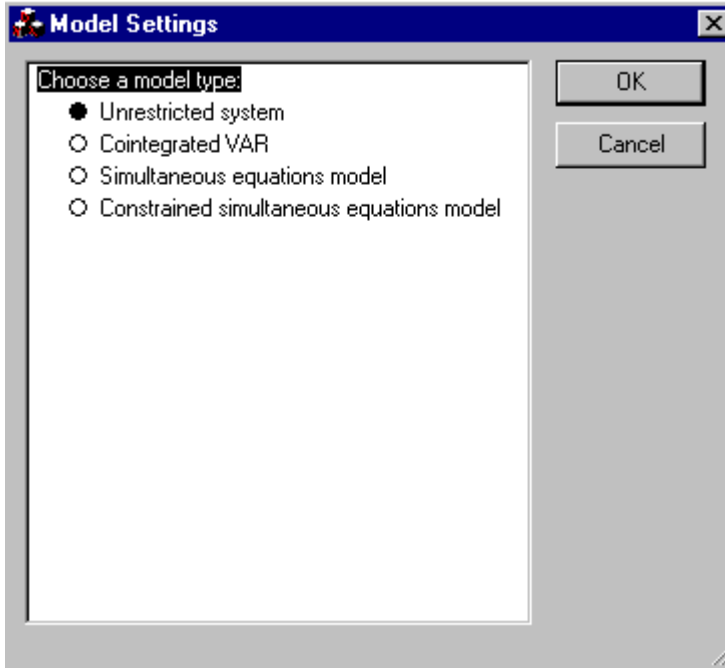 Model Settings
Choose a model type:
Unrestricted system
Cointegrated VAR
Simultaneous equations model
Constrained simultaneous equations model
OK
Cancel